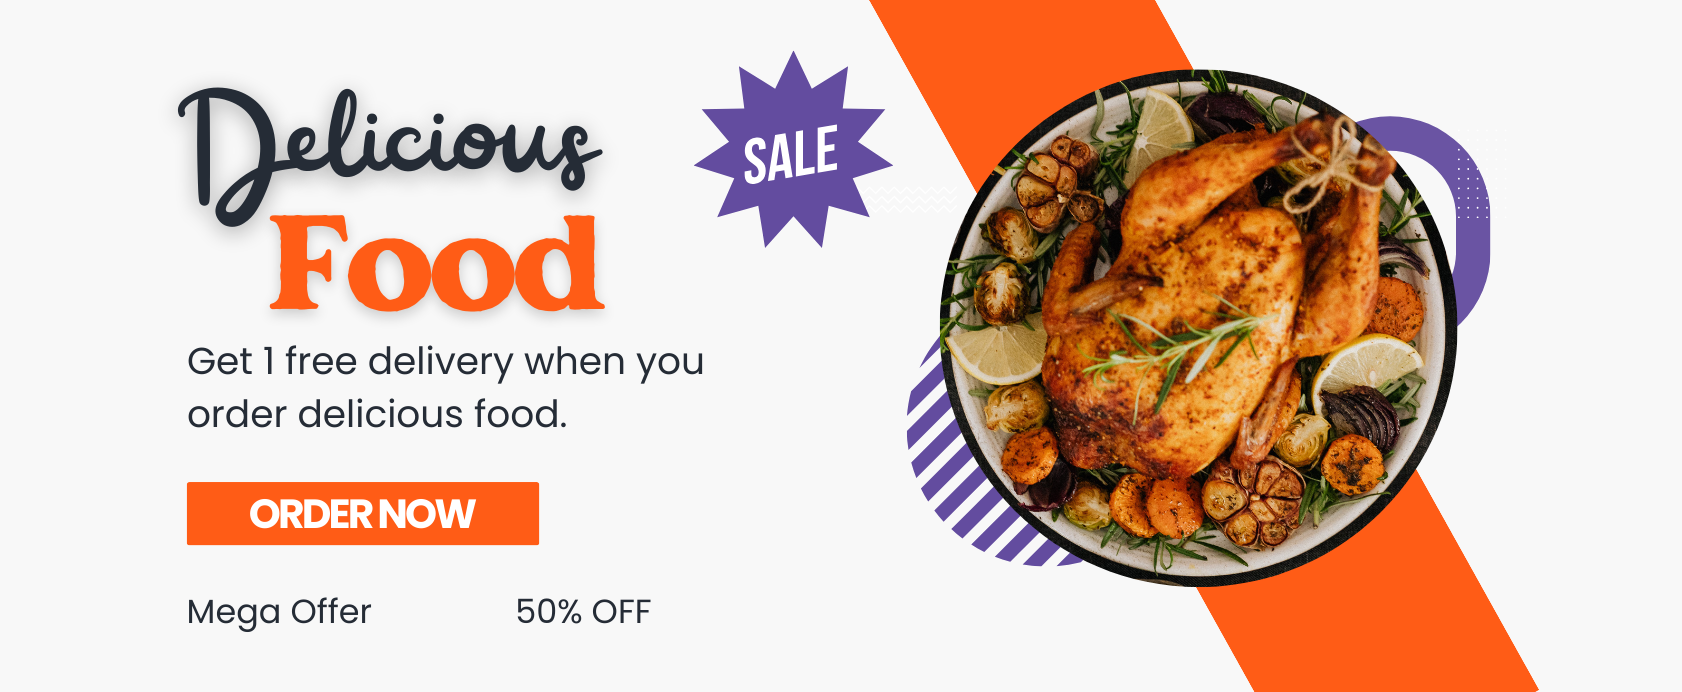 Delicious
Food
SALE
Get 1 free delivery when you
order delicious food.
ORDER NOW
Mega Offer
50% OFF